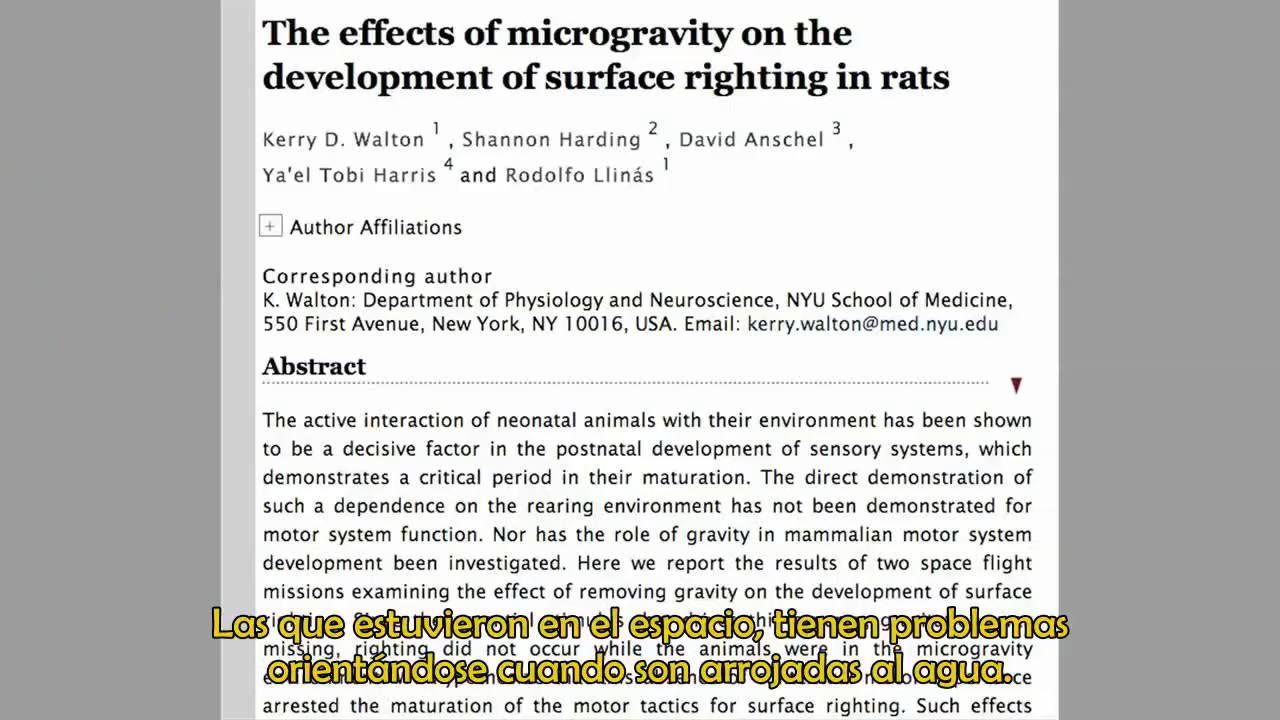 The effects of microgravity on the
development of surface righting in rats
Kerry D. Walton 1 , Shannon Harding 2 , David Anschel 3 ,
Ya'el Tobi Harris 4 and Rodolfo Llinás 1
+ Author Affiliations
Corresponding author
K. Walton: Department of Physiology and Neuroscience, NYU School of Medicine,
550 First Avenue, New York, NY 10016, USA. Email: kerry.walton@med.nyu.edu
Abstract
The active interaction of neonatal animals with their environment has been shown
to be a decisive factor in the postnatal development of sensory systems, which
demonstrates a critical period in their maturation. The direct demonstration of
such a dependence on the rearing environment has not been demonstrated for
motor system function. Nor has the role of gravity in mammalian motor system
development been investigated. Here we report the results of two space flight
missions examining the effect of removing gravity on the development of surface
Las que estuvieron en el espacio, tienen problemas
missing, righting did not occur while the animals were in the microgravity
orientándose cuando son arrojadas al agua.
arrested the maturation of the motor tactics for surface righting. Such effects